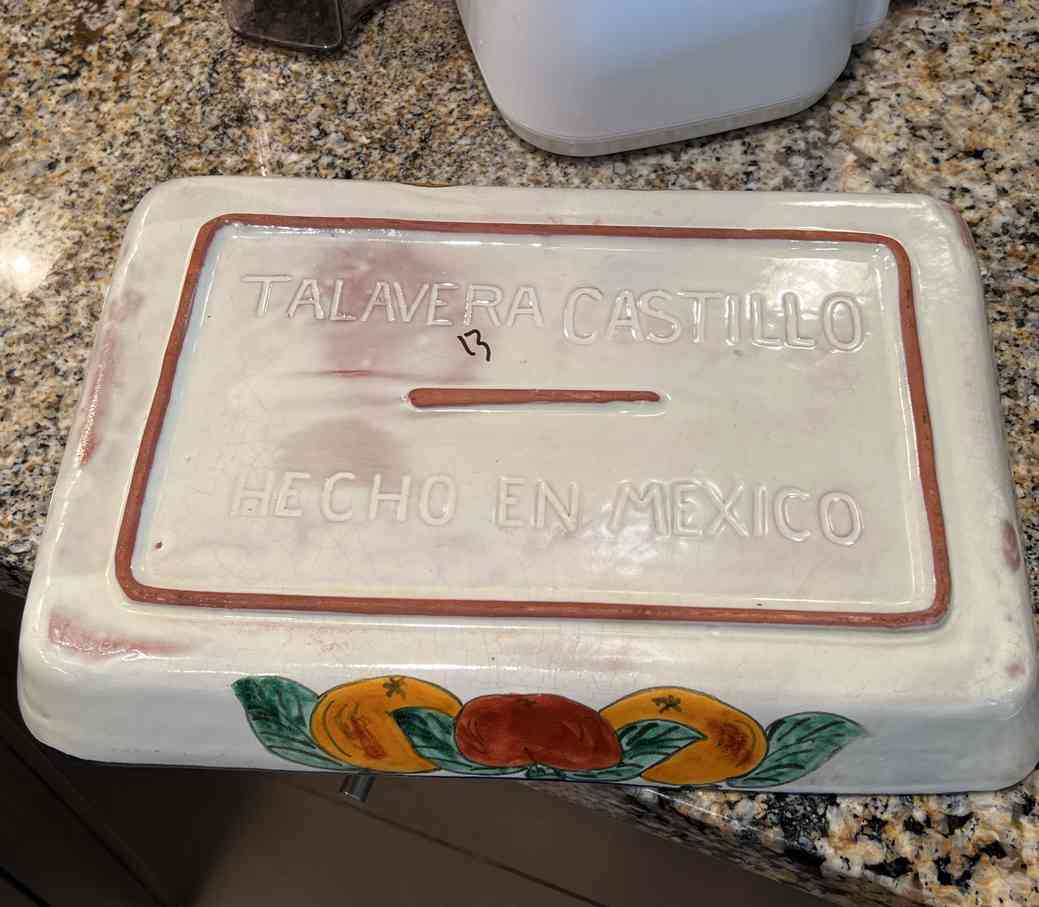 TALAVERA CASTILLO
13
HECHO EN MEXICO